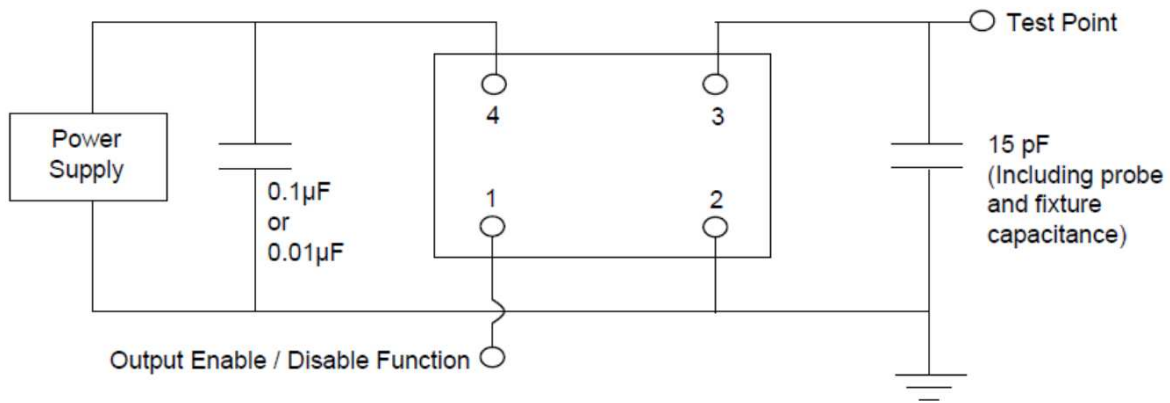 Test Point
Power
Supply
4
3
0.1µF
or
0.01µF
1
2
15 pF
(Including probe
and fixture
capacitance)
Output Enable / Disable Function